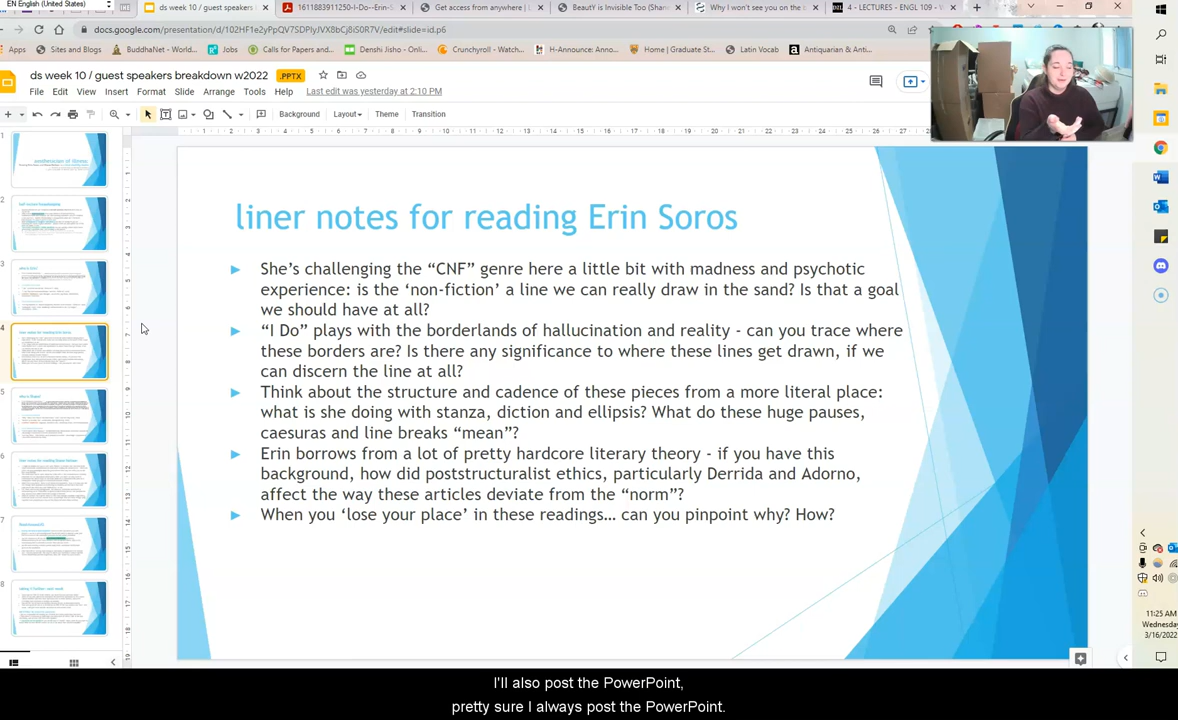 EN English (United States)
ds week 10 / guest speakers b
1611883911250-I-Do--Erin-S
Get access from anywhere | L
BeautY is Invisible Too (Share
Why I won't see you on the b
4 - LECTURES - ENGL 109 - W
docs.google.com/presentation/d/102HF1e2yPpQV7SDPIyJVX8bCj8iS0R7V/edit#slide=id.p6
Apps
Sites and Blogs
BuddhaNet - Worldw...
Jobs
Calls for Papers and...
Denshi Jisho - Onli...
Crunchyroll - Watch...
H-Announce: Anno...
Home | Graduate St...
Latin Vocab
Antiquarian & Anti...
ds week 10 / guest speakers breakdown w2022 .PPTX
File Edit View Insert Format Slide Arrange Tools Help Last edit was yesterday at 2:10 PM
Background Layout Theme Transition
liner notes for reading Erin Soros
She's challenging the “CNF” genre here a little bit with madness and psychotic
experience: is the ‘non-fiction’ a line we can really draw in the sand? Is that a goal
we should have at all?
“I Do” plays with the borderlands of hallucination and reality - can you trace where
these borders are? Is there any significance to where these lines get drawn, if we
can discern the line at all?
Think about the structure and cadence of these pieces from a more literal place:
what is she doing with stanza, diction and ellipsis? What do these huge pauses,
caesuras and line breaks “mean”?
Erin borrows from a lot of pretty hardcore literary theory - if you have this
background, how did poststructuralist ethics, particularly Derrida and Adorno,
affect the way these articles deviate from the “norm”?
When you ‘lose your place’ in these readings... can you pinpoint why? How?
1
2
3
4
5
6
7
8
11:25 AM
Wednesday
3/16/2022
I'll also post the PowerPoint,
pretty sure I always post the PowerPoint.